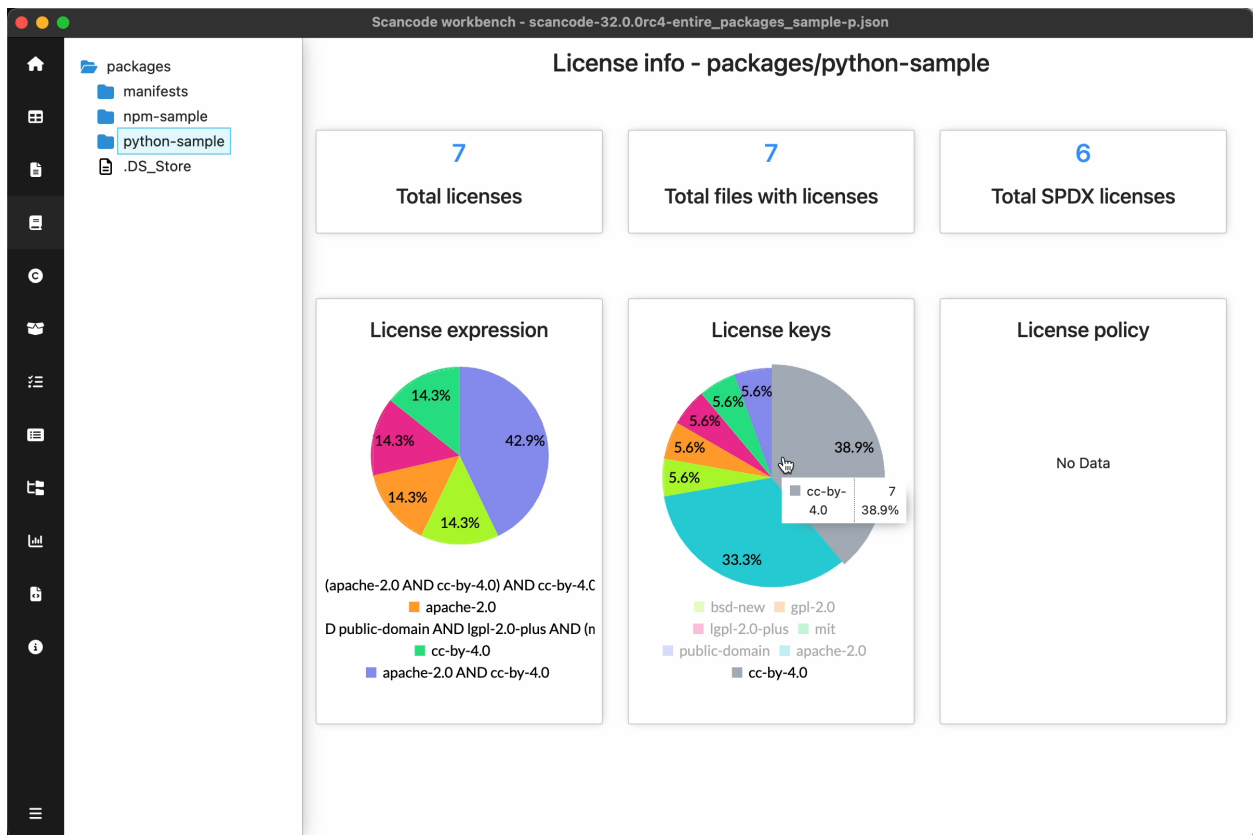 Scancode workbench - scancode-32.0.0rc4-entire_packages_sample-p.json
packages
manifests
npm-sample
python-sample
.DS_Store
License info - packages/python-sample
7
Total licenses
7
Total files with licenses
6
Total SPDX licenses
License expression
14.3%
42.9%
14.3%
14.3%
14.3%
(apache-2.0 AND cc-by-4.0) AND cc-by-4.0
apache-2.0
D public-domain AND lgpl-2.0-plus AND (
cc-by-4.0
apache-2.0 AND cc-by-4.0
License keys
5.6%
5.6%
5.6%
5.6%
5.6%
38.9%
33.3%
cc-by-4.0 7
38.9%
bsd-new gpl-2.0
lgpl-2.0-plus mit
public-domain apache-2.0
cc-by-4.0
License policy
No Data